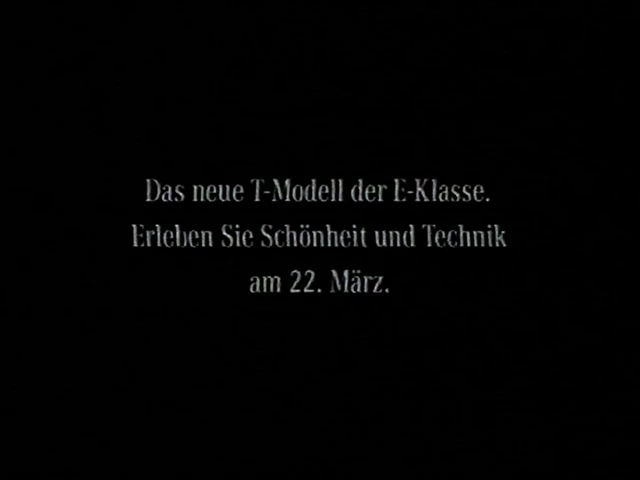 Das neue T-Modell der E-Klasse.
Erleben Sie Schönheit und Technik
am 22. März.